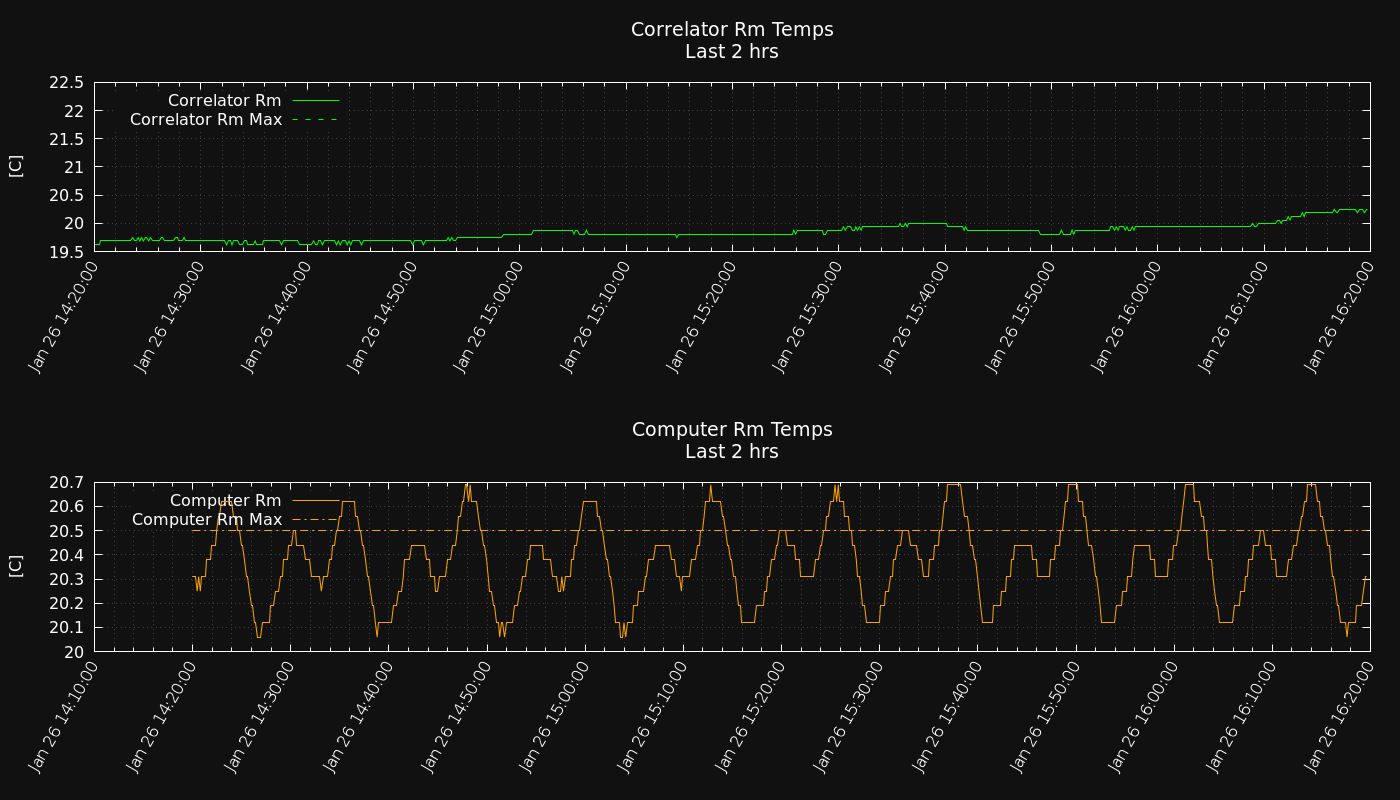 Correlator Rm Temps
Last 2 hrs
22.5
22
21.5
21
20.5
20
19.5
[C]
Correlator Rm
Correlator Rm Max
Jan 26 14:20:00
Jan 26 14:30:00
Jan 26 14:40:00
Jan 26 14:50:00
Jan 26 15:00:00
Jan 26 15:10:00
Jan 26 15:20:00
Jan 26 15:30:00
Jan 26 15:40:00
Jan 26 15:50:00
Jan 26 16:00:00
Jan 26 16:10:00
Jan 26 16:20:00
Computer Rm Temps
Last 2 hrs
20.7
20.6
20.5
20.4
20.3
20.2
20.1
20
[C]
Computer Rm
Computer Rm Max
Jan 26 14:10:00
Jan 26 14:20:00
Jan 26 14:30:00
Jan 26 14:40:00
Jan 26 14:50:00
Jan 26 15:00:00
Jan 26 15:10:00
Jan 26 15:20:00
Jan 26 15:30:00
Jan 26 15:40:00
Jan 26 15:50:00
Jan 26 16:00:00
Jan 26 16:10:00
Jan 26 16:20:00